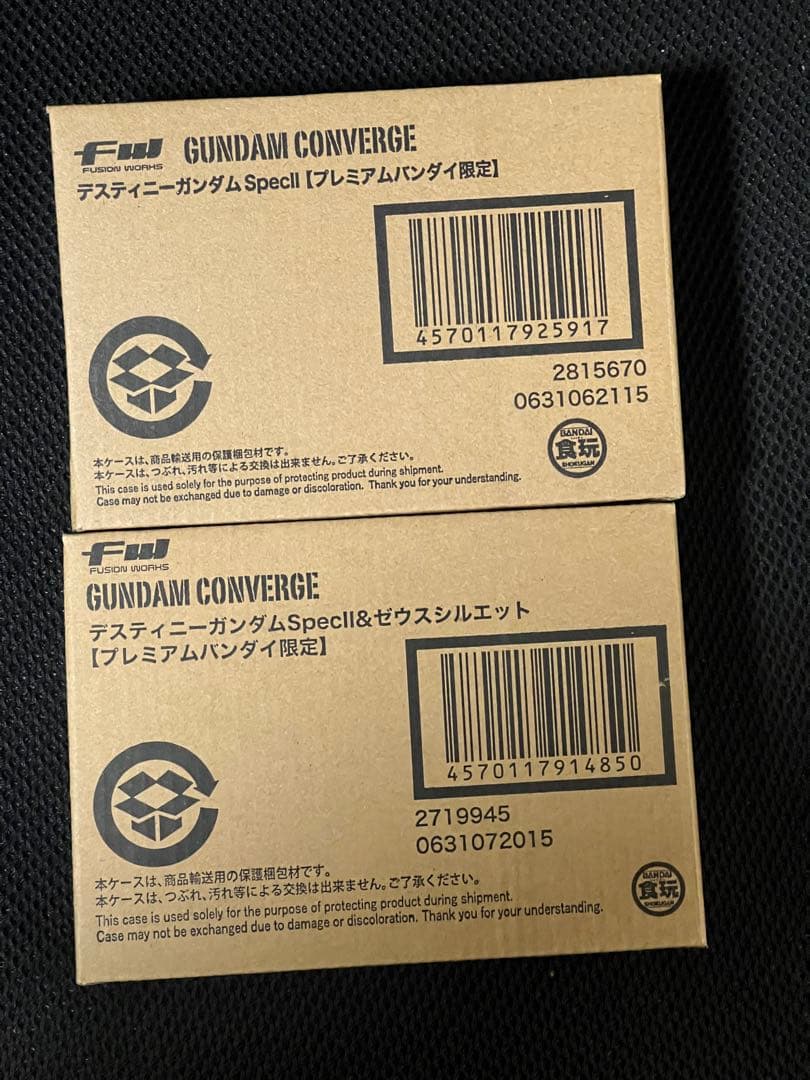 FW GUNDAM CONVERGE
FUSION WORKS
デスティニーガンダムSpecII【プレミアムバンダイ限定】
4570117925917
2815670
0631062115
BANDAI
食玩
SHOKUGAN
本ケースは、商品輸送用の保護梱包材です。
本ケースは、つぶれ、汚れ等による交換は出来ません。ご了承ください。
This case is used solely for the purpose of protecting product during shipment.
Case may not be exchanged due to damage or discoloration. Thank you for your understanding.
FW
FUSION WORKS
GUNDAM CONVERGE
デスティニーガンダムSpecII&ゼウスシルエット
【プレミアムバンダイ限定】
4570117914850
2719945
0631072015
BANDAI
食玩
SHOKUGAN
本ケースは、商品輸送用の保護梱包材です。
本ケースは、つぶれ、汚れ等による交換は出来ません。ご了承ください。
This case is used solely for the purpose of protecting product during shipment.
Case may not be exchanged due to damage or discoloration. Thank you for your understanding.